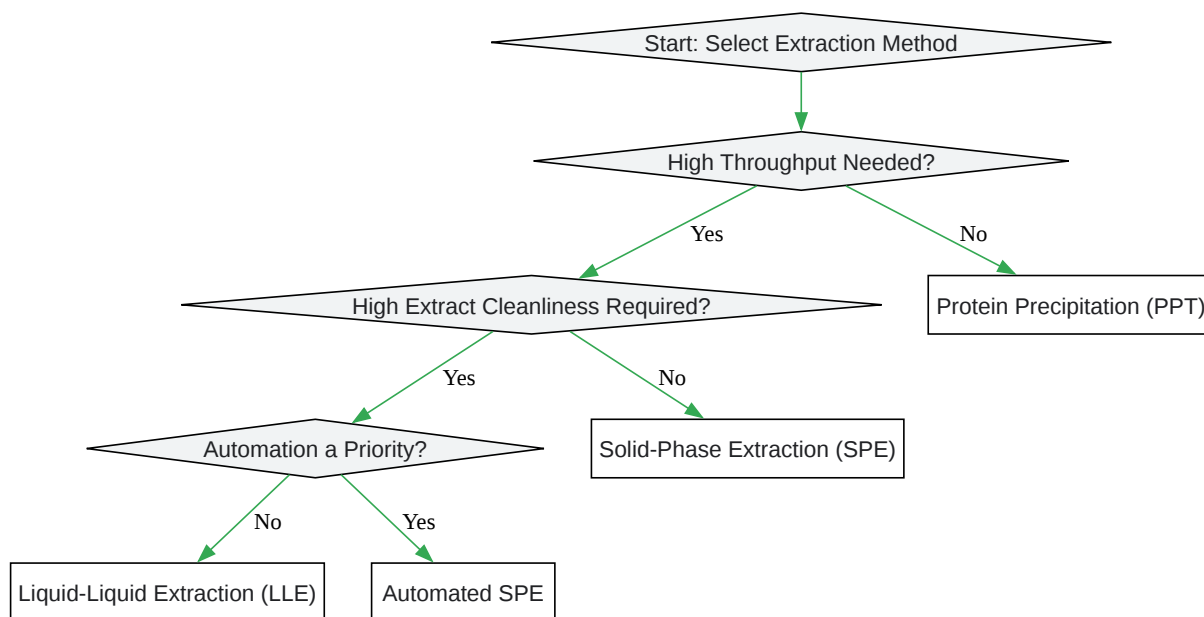 Start: Select Extraction Method
High Throughput Needed?
Yes
No
High Extract Cleanliness Required?
Protein Precipitation (PPT)
Yes
No
Automation a Priority?
Solid-Phase Extraction (SPE)
No
Yes
Liquid-Liquid Extraction (LLE)
Automated SPE